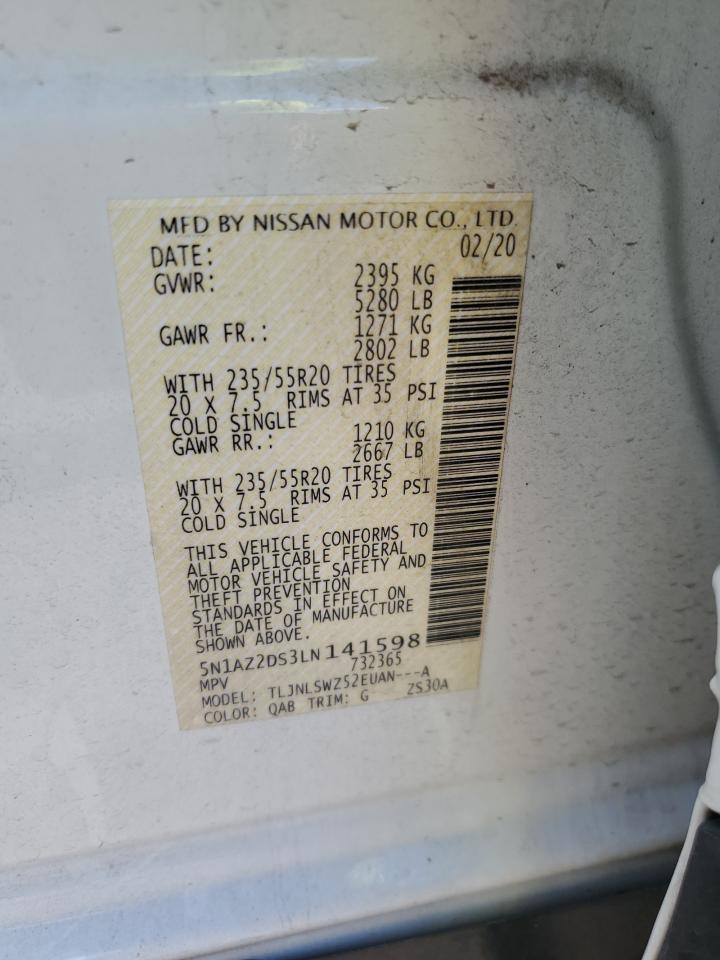 MFD BY NISSAN MOTOR CO., LTD.
DATE: 02/20
GVWR: 2395 KG
5280 LB
GAWR FR.: 1271 KG
2802 LB
WITH 235/55R20 TIRES
20 X 7.5 RIMS AT 35 PSI
COLD SINGLE
GAWR RR.: 1210 KG
2667 LB
WITH 235/55R20 TIRES
20 X 7.5 RIMS AT 35 PSI
COLD SINGLE
THIS VEHICLE CONFORMS TO
ALL APPLICABLE FEDERAL
MOTOR VEHICLE SAFETY AND
THEFT PREVENTION
STANDARDS IN EFFECT ON
THE DATE OF MANUFACTURE
SHOWN ABOVE.
5N1AZ2DS3LN141598
MPV 732365
MODEL: TLJNLSWZ52EUAN---A
COLOR: QAB TRIM: G ZS30A